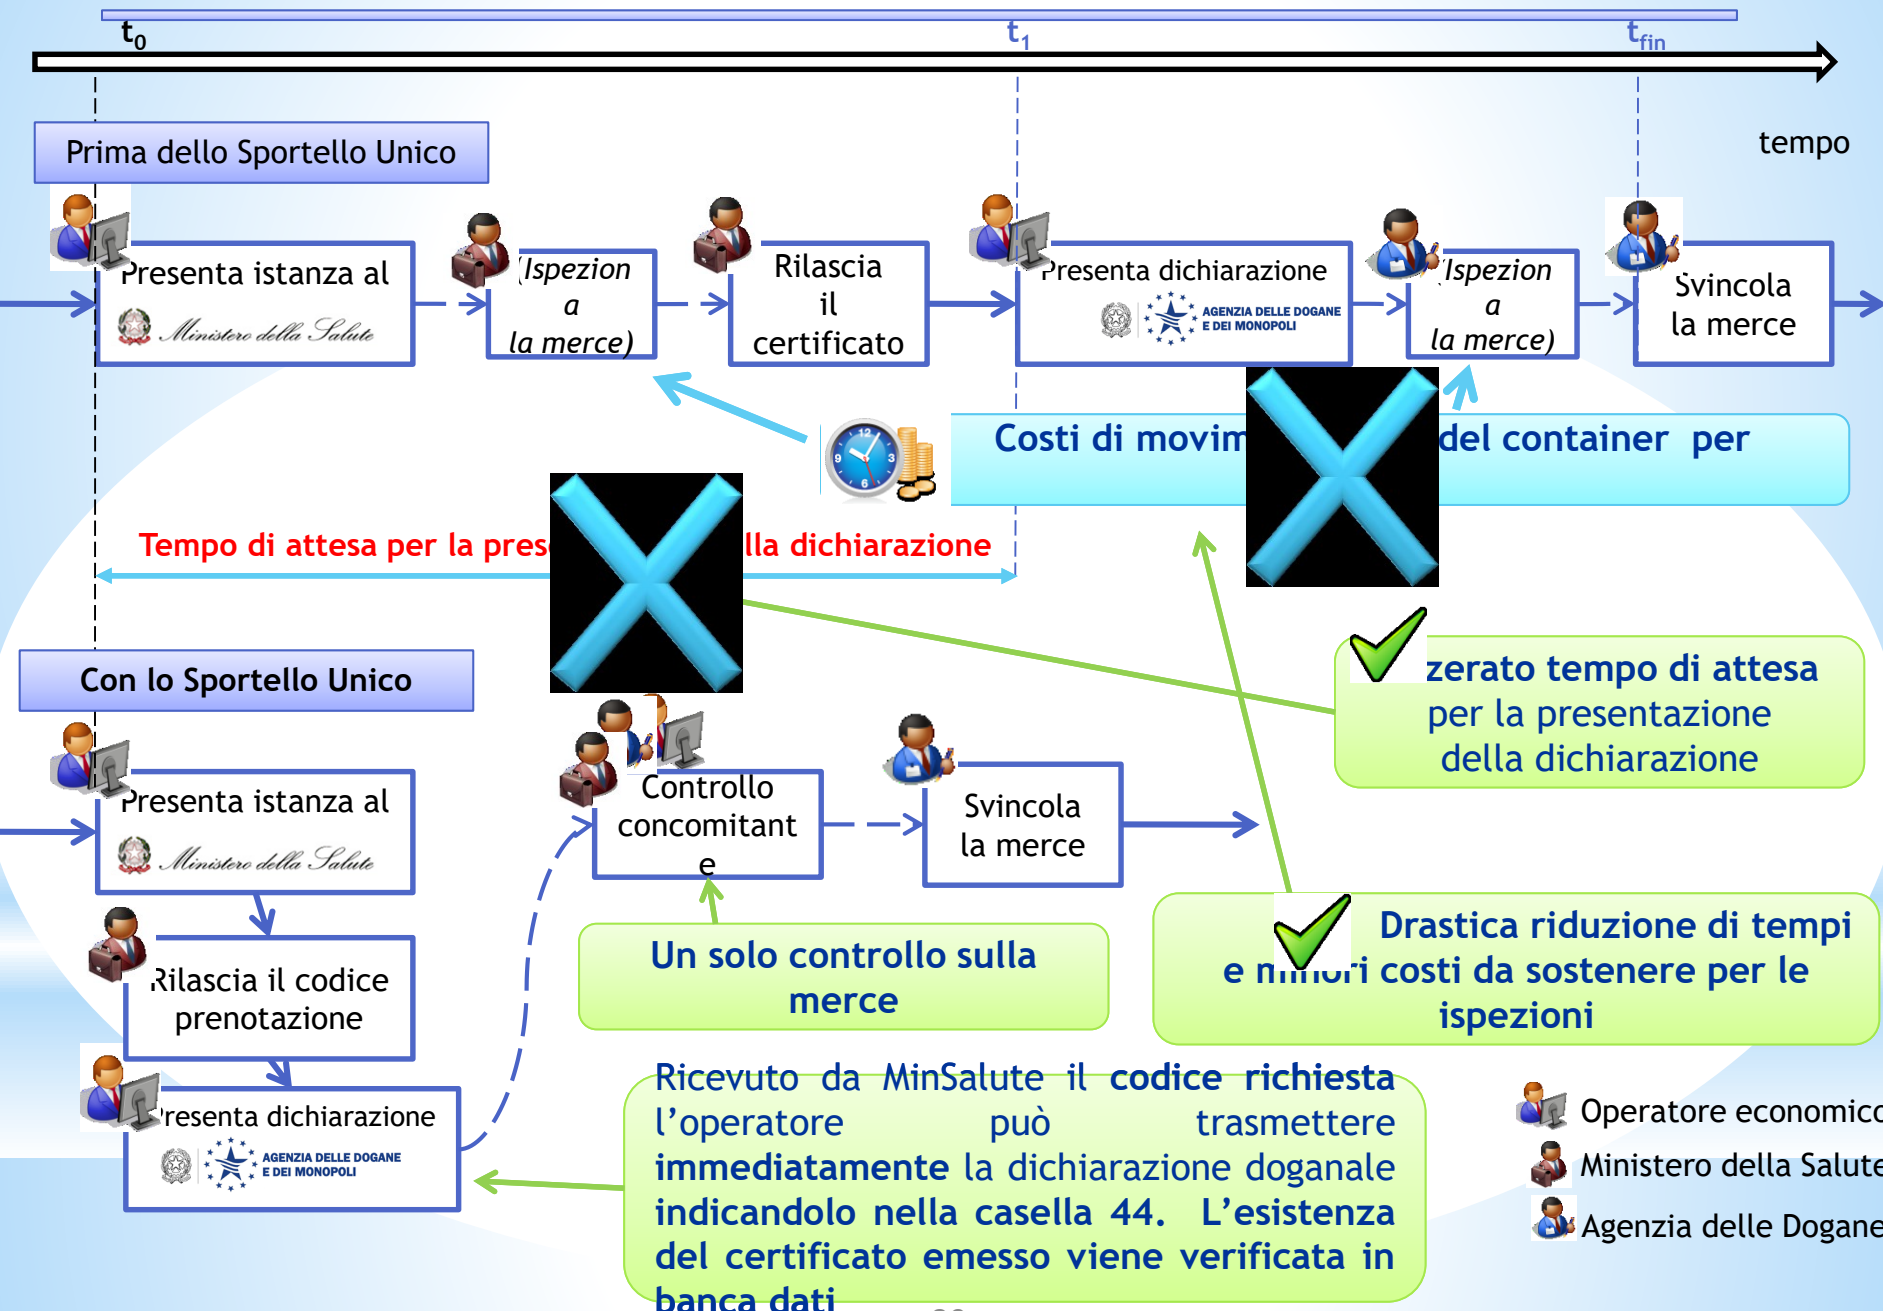 t0 t1 tfin
tempo
Prima dello Sportello Unico
Presenta istanza al
Ministero della Salute
(Ispezion
a
la merce)
Rilascia
il
certificato
Presenta dichiarazione
AGENZIA DELLE DOGANE
E DEI MONOPOLI
(Ispezion
a
la merce)
Svincola
la merce
Costi di movim del container per
Tempo di attesa per la pres lla dichiarazione
zerato tempo di attesa
per la presentazione
della dichiarazione
Con lo Sportello Unico
Presenta istanza al
Ministero della Salute
Rilascia il codice
prenotazione
Presenta dichiarazione
AGENZIA DELLE DOGANE
E DEI MONOPOLI
Controllo
concomitant
e
Svincola
la merce
Un solo controllo sulla
merce
Drastica riduzione di tempi
e minori costi da sostenere per le
ispezioni
Ricevuto da MinSalute il codice richiesta
l’operatore può trasmettere
immediatamente la dichiarazione doganale
indicandolo nella casella 44. L’esistenza
del certificato emesso viene verificata in
banca dati
Operatore economico
Ministero della Salute
Agenzia delle Dogane